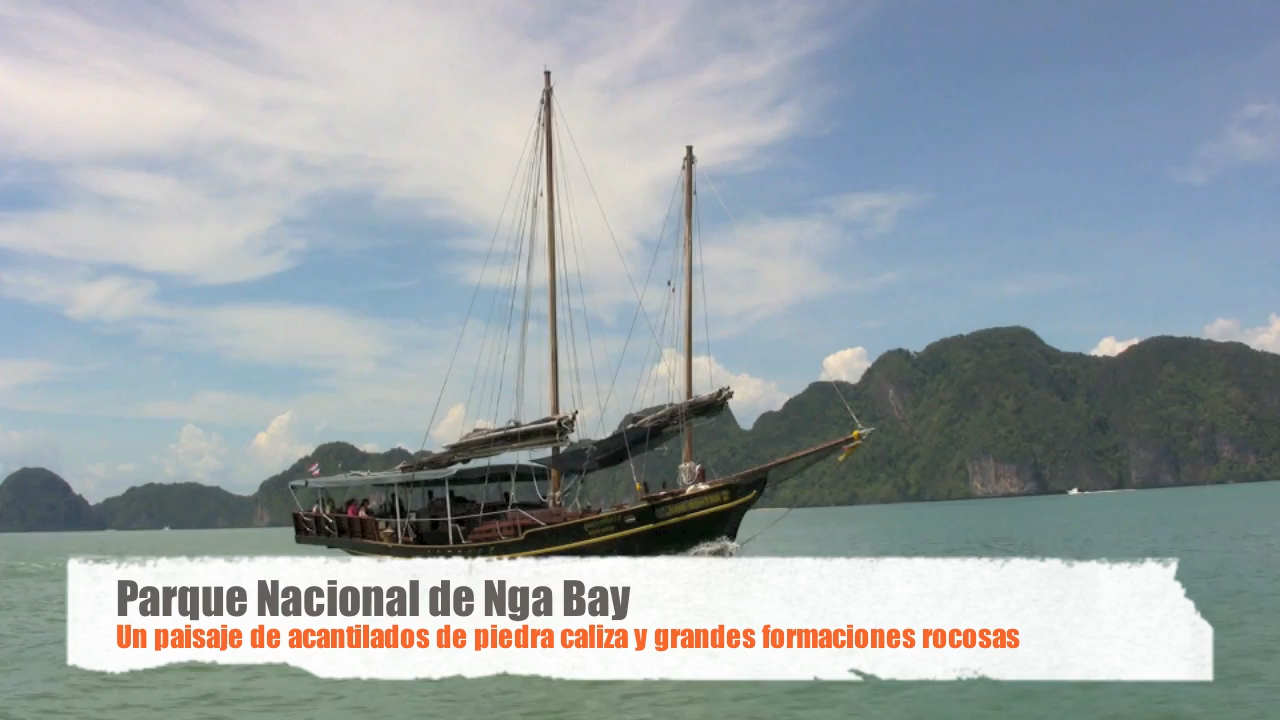 Parque Nacional de Nga Bay
Un paisaje de acantilados de piedra caliza y grandes formaciones rocosas